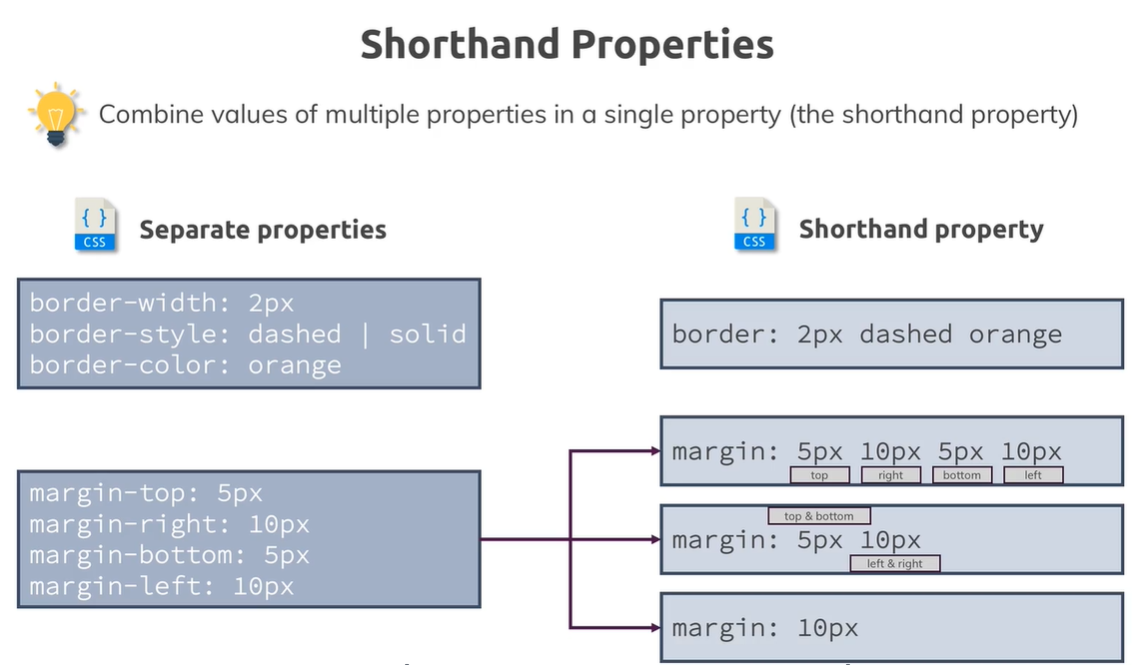 Shorthand Properties
Combine values of multiple properties in a single property (the shorthand property)
{ }
CSS
Separate properties
{ }
CSS
Shorthand property
border-width: 2px
border-style: dashed | solid
border-color: orange
border: 2px dashed orange
margin-top: 5px
margin-right: 10px
margin-bottom: 5px
margin-left: 10px
margin: 5px 10px 5px 10px
top right bottom left
top & bottom
margin: 5px 10px
left & right
margin: 10px